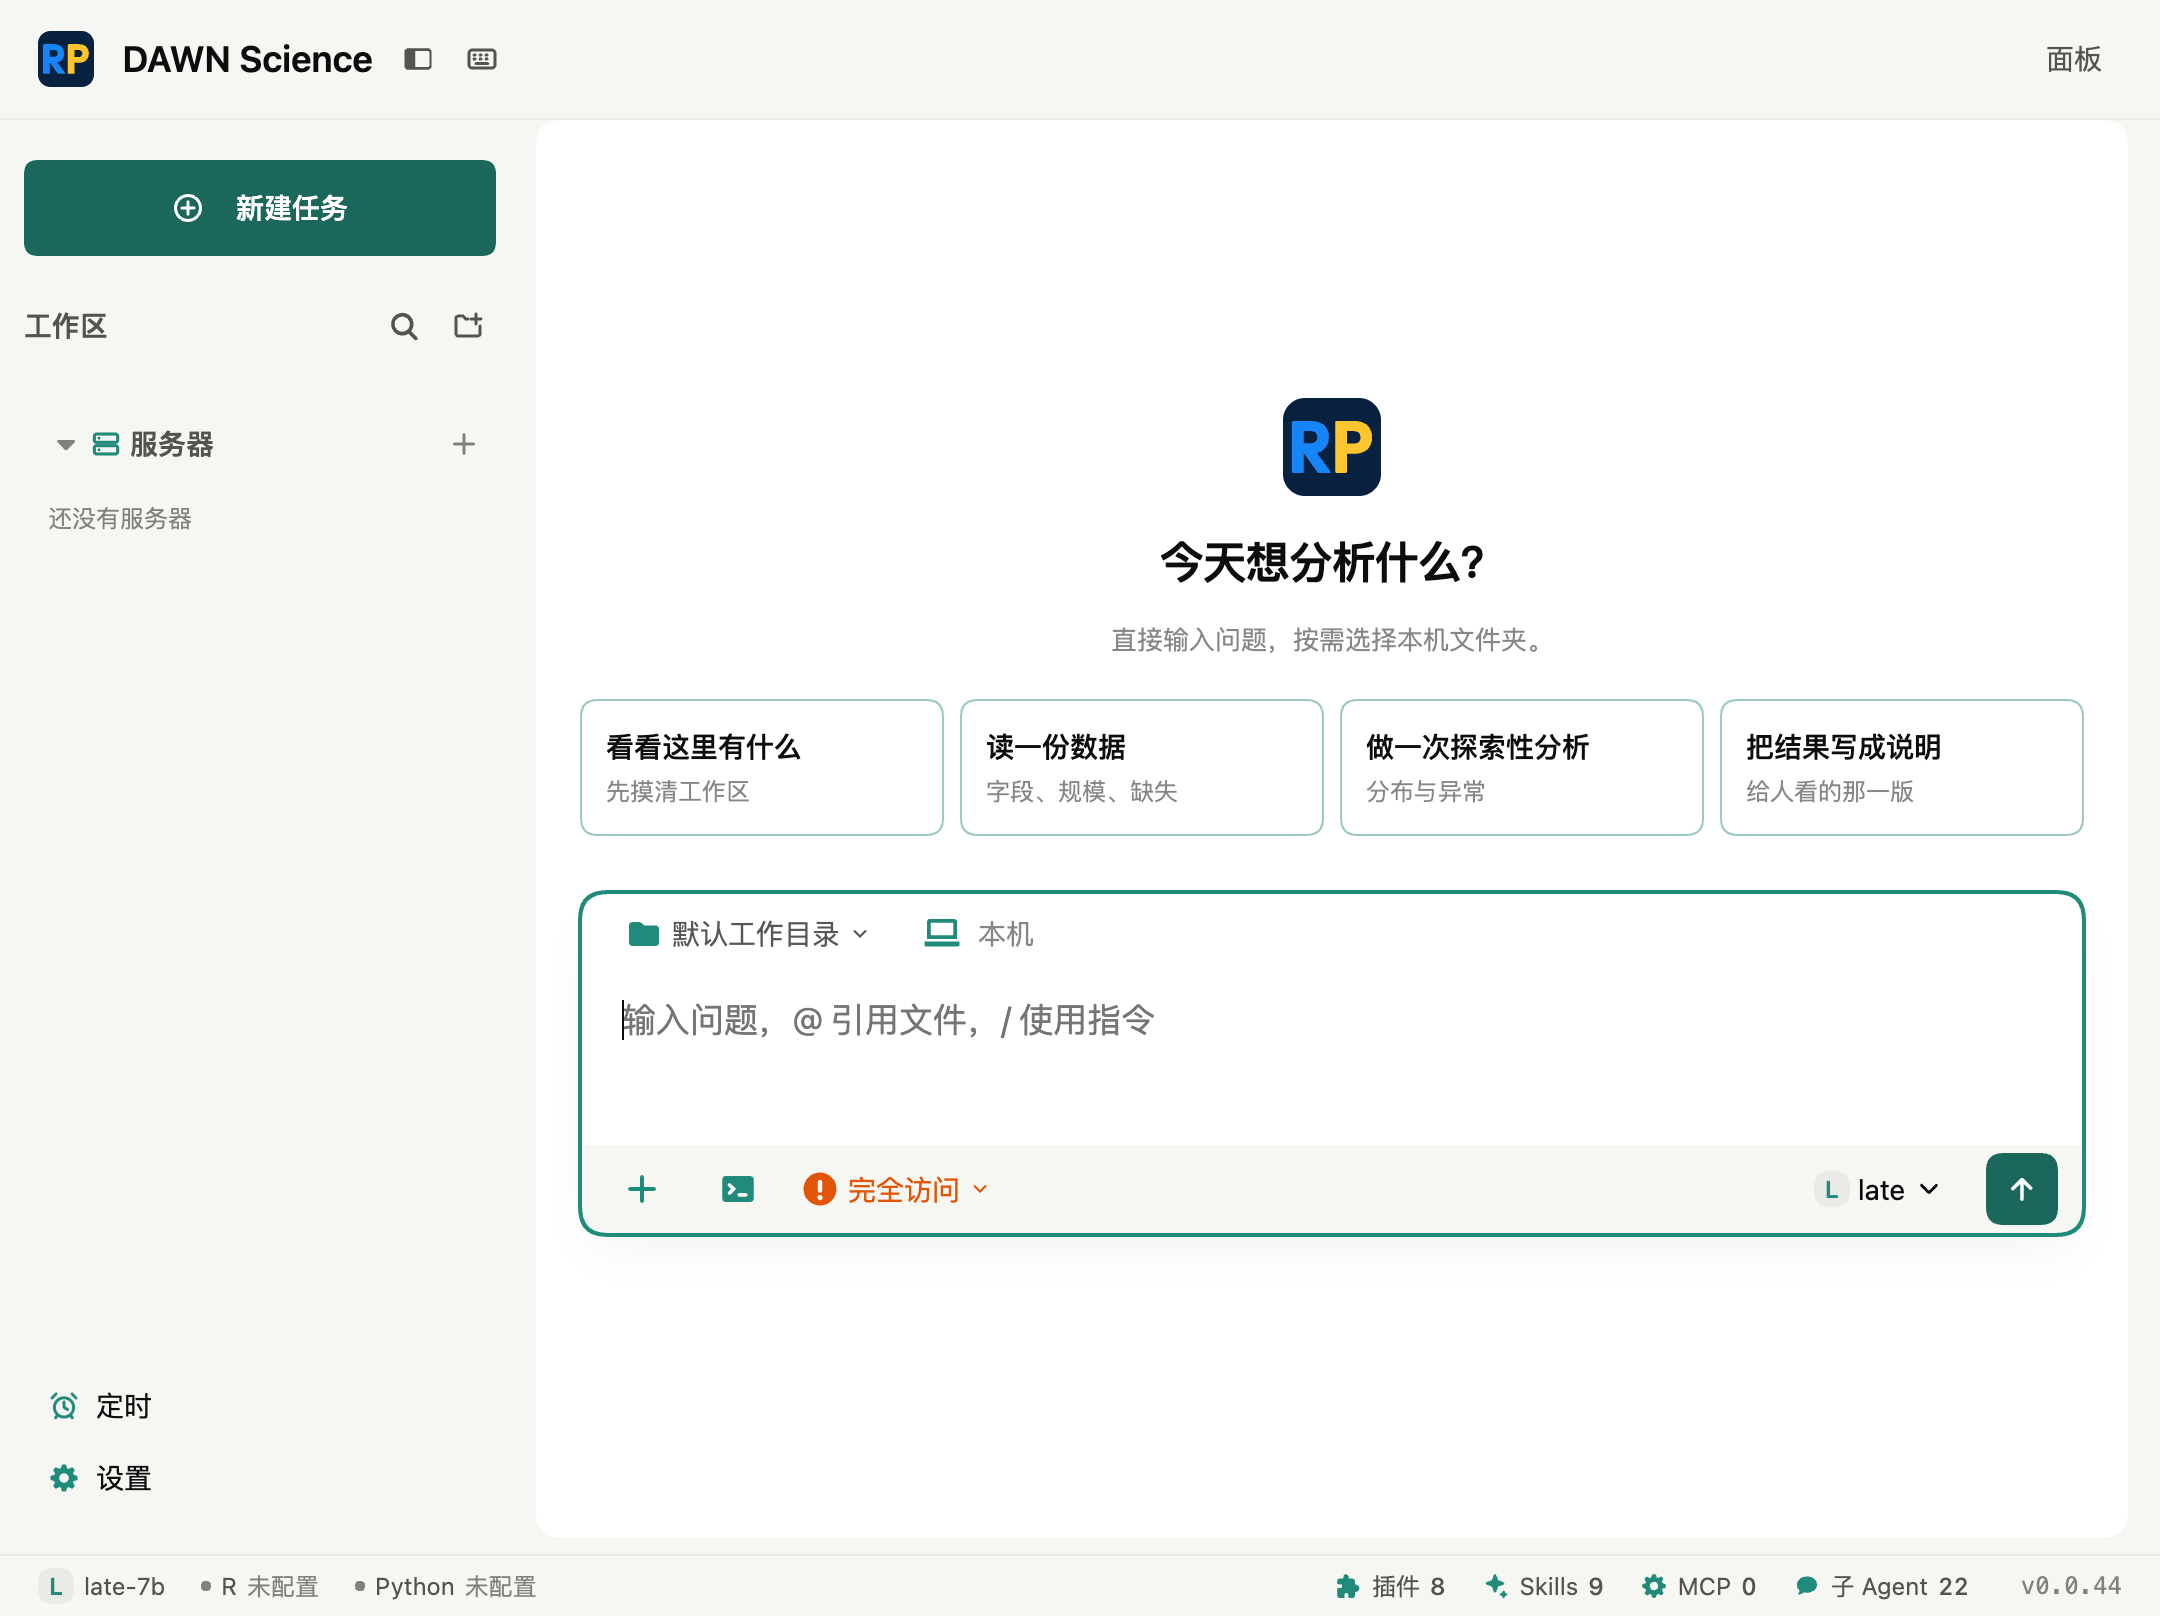 RP DAWN Science 面板
新建任务
工作区
服务器
还没有服务器
RP
今天想分析什么?
直接输入问题，按需选择本机文件夹。
看看这里有什么
先摸清工作区
读一份数据
字段、规模、缺失
做一次探索性分析
分布与异常
把结果写成说明
给人看的那一版
默认工作目录 本机
输入问题，@ 引用文件，/ 使用指令
完全访问 L late
定时
设置
L late-7b R 未配置 Python 未配置 插件 8 Skills 9 MCP 0 子 Agent 22 v0.0.44